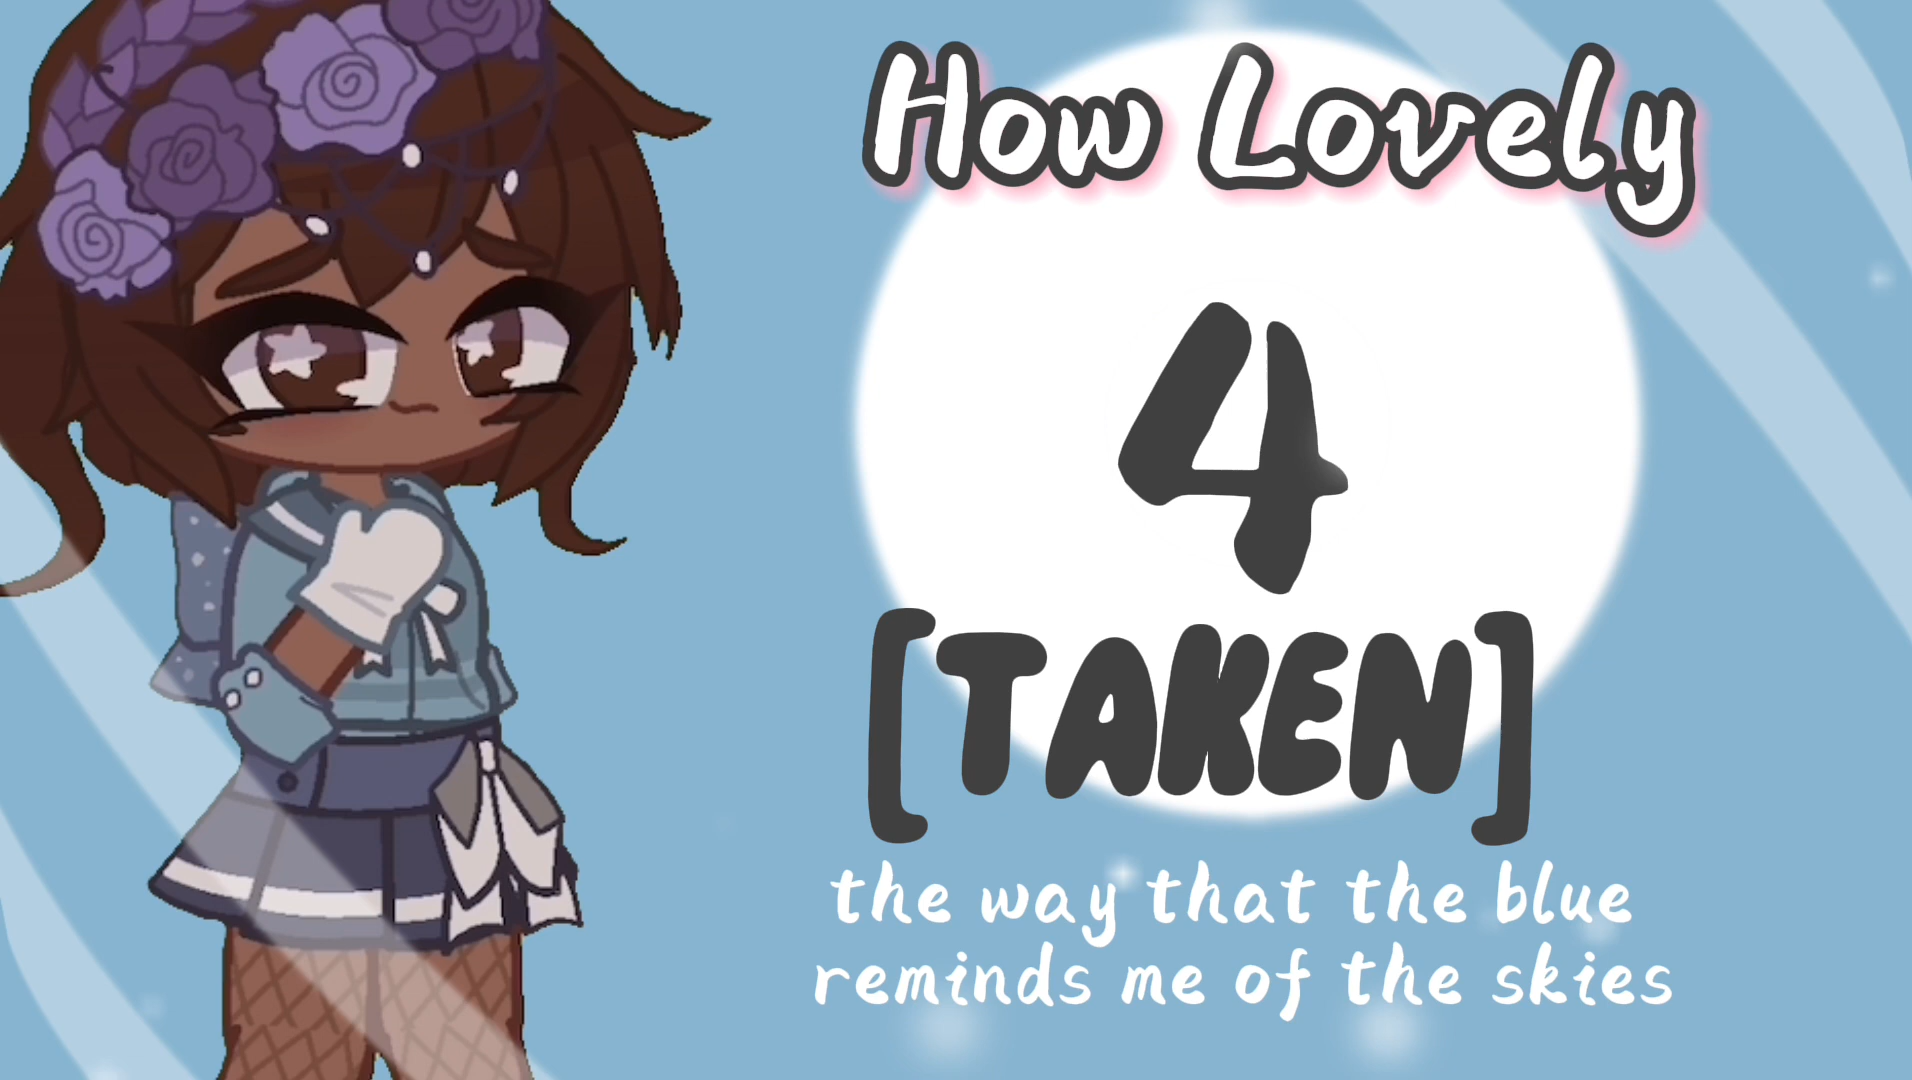 How Lovely
4
[TAKEN]
the way that the blue
reminds me of the skies